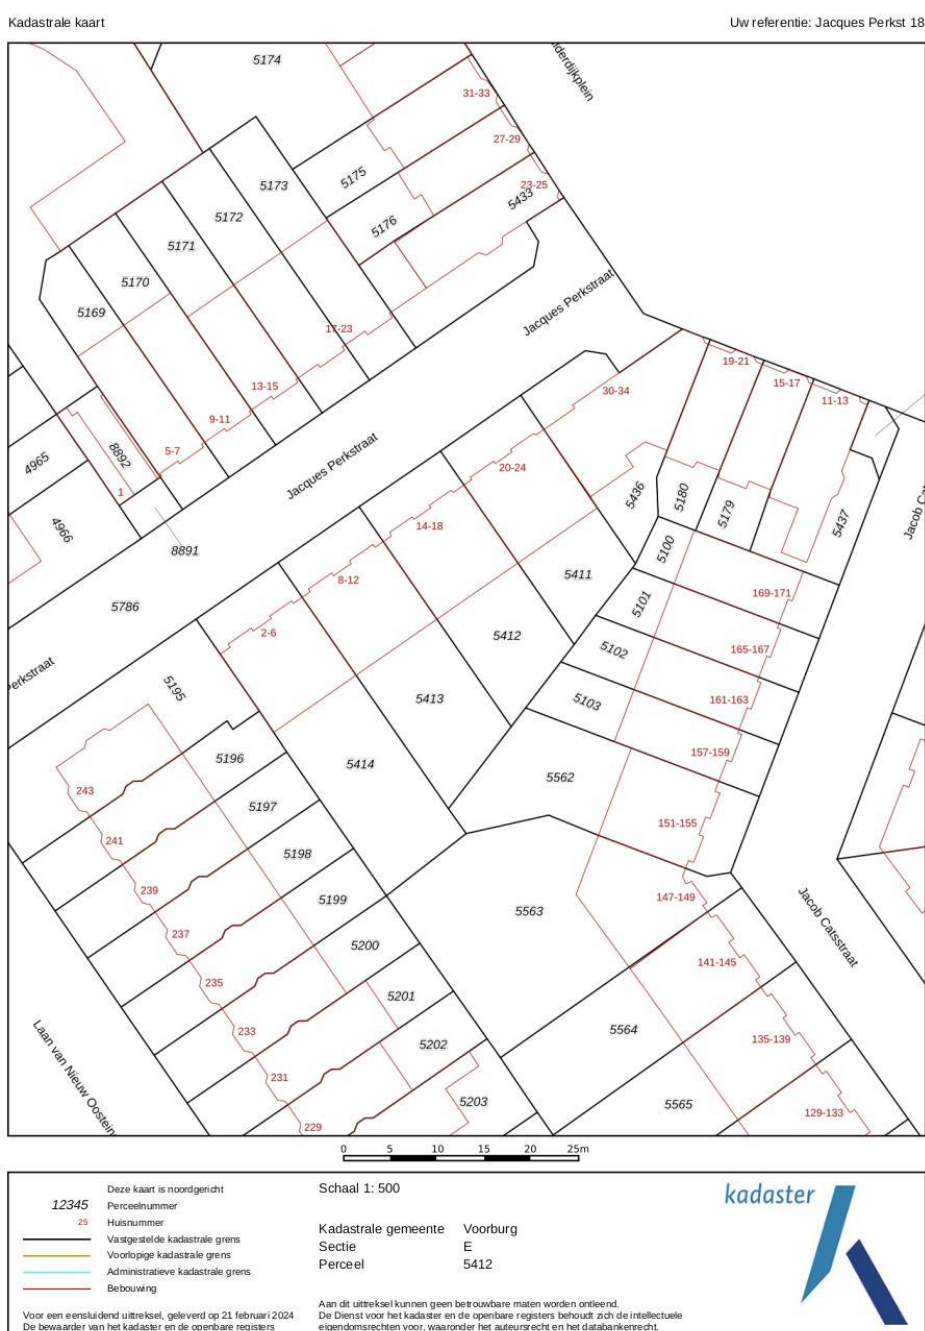 Kadastrale kaart
Uw referentie: Jacques Perkst 18
5174
31-33
27-29
23-25
5433
5175
5173
5176
5172
5171
5170
5169
Jacques Perkstraat
17-23
13-15
9-11
5-7
19-21
15-17
11-13
30-34
8892
4965
1
Jacques Perkstraat
20-24
5436
5180
5179
5437
4966
14-18
8891
5100
5411
8-12
169-171
5786
5101
2-6
5412
5102
165-167
Perkstraat
5195
5413
5103
161-163
5196
5414
157-159
5562
243
5197
151-155
241
5198
239
5199
147-149
5563
237
5200
Jacob Catsstraat
141-145
235
5201
233
5202
5564
135-139
Laan van Nieuw Oostein
231
5203
5565
129-133
229
0 5 10 15 20 25m
Deze kaart is noordgericht
12345 Perceelnummer
25 Huisnummer
Vastgestelde kadastrale grens
Voorlopige kadastrale grens
Administratieve kadastrale grens
Bebouwing
Voor een eensluidend uittreksel, geleverd op 21 februari 2024
De bewaarder van het kadaster en de openbare registers
Schaal 1: 500
Kadastrale gemeente Voorburg
Sectie E
Perceel 5412
Aan dit uittreksel kunnen geen betrouwbare maten worden ontleend.
De Dienst voor het kadaster en de openbare registers behoudt zich de intellectuele
eigendomsrechten voor, waaronder het auteursrecht en het databankenrecht.
kadaster